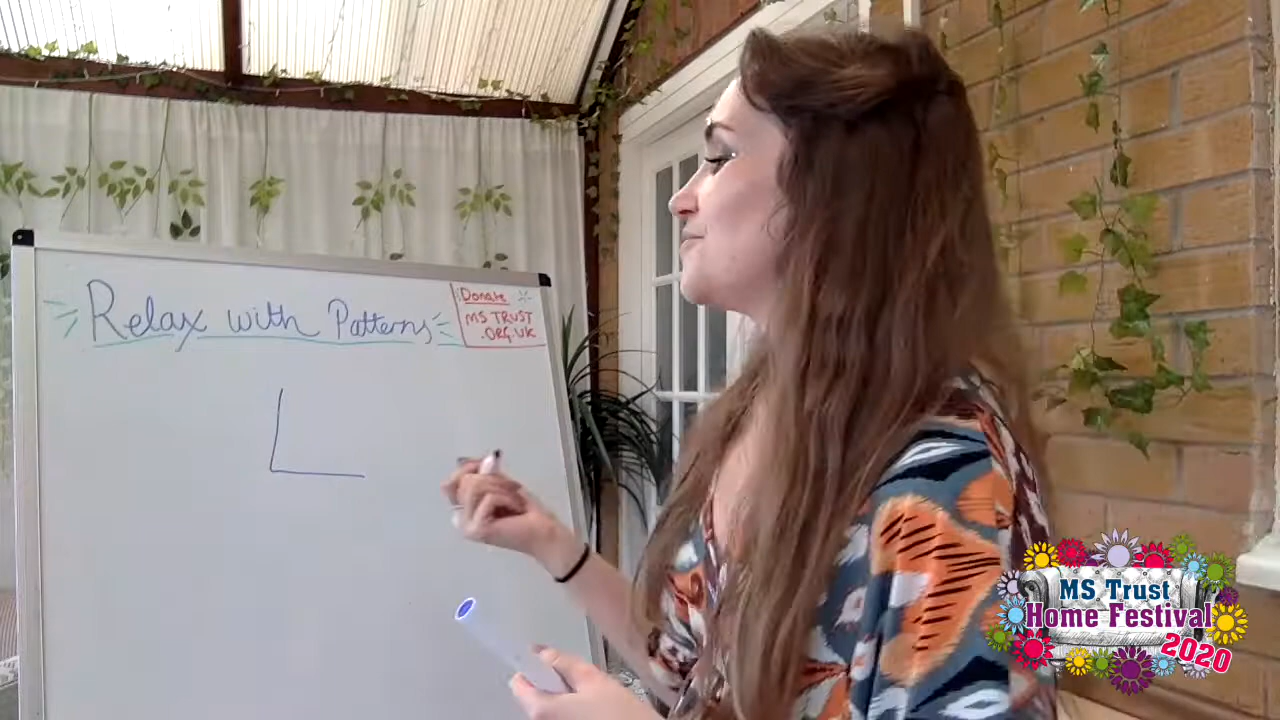 Relax with Patterns
Donate
MS TRUST
.ORG.UK
MS Trust
Home Festival
2020